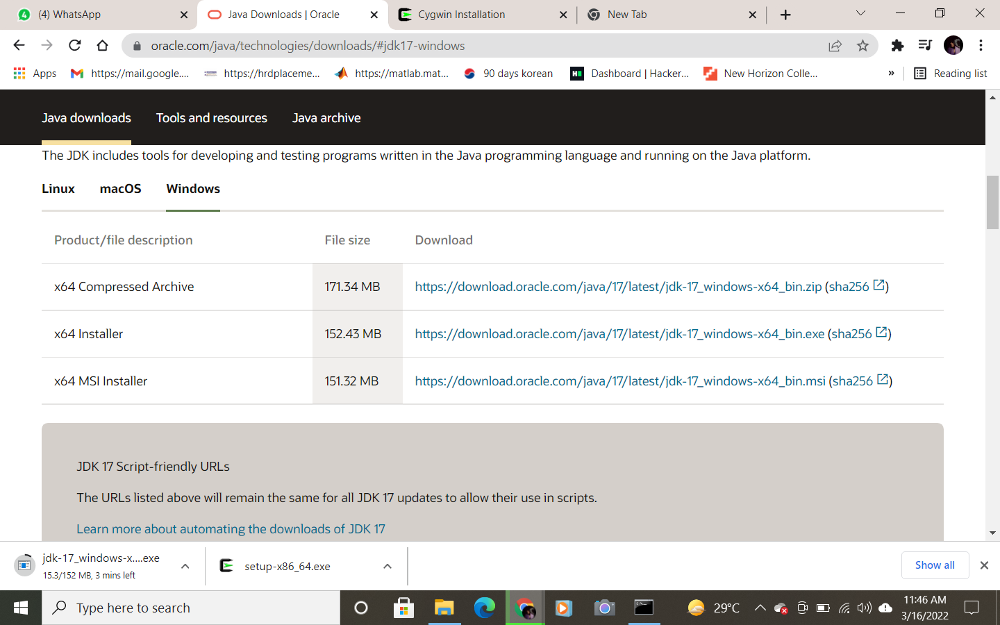 4 (4) WhatsApp
Java Downloads | Oracle
Cygwin Installation
New Tab
oracle.com/java/technologies/downloads/#jdk17-windows
Apps
https://mail.google....
https://hrdplaceme...
https://matlab.mat...
90 days korean
H Dashboard | Hacker...
New Horizon Colle...
»
Reading list
Java downloads
Tools and resources
Java archive
The JDK includes tools for developing and testing programs written in the Java programming language and running on the Java platform.
Linux macOS Windows
Product/file description File size Download
x64 Compressed Archive 171.34 MB https://download.oracle.com/java/17/latest/jdk-17_windows-x64_bin.zip (sha256)
x64 Installer 152.43 MB https://download.oracle.com/java/17/latest/jdk-17_windows-x64_bin.exe (sha256)
x64 MSI Installer 151.32 MB https://download.oracle.com/java/17/latest/jdk-17_windows-x64_bin.msi (sha256)
JDK 17 Script-friendly URLs
The URLs listed above will remain the same for all JDK 17 updates to allow their use in scripts.
Learn more about automating the downloads of JDK 17
jdk-17_windows-x....exe
15.3/152 MB, 3 mins left
setup-x86_64.exe
Show all
Type here to search
29°C
11:46 AM
3/16/2022